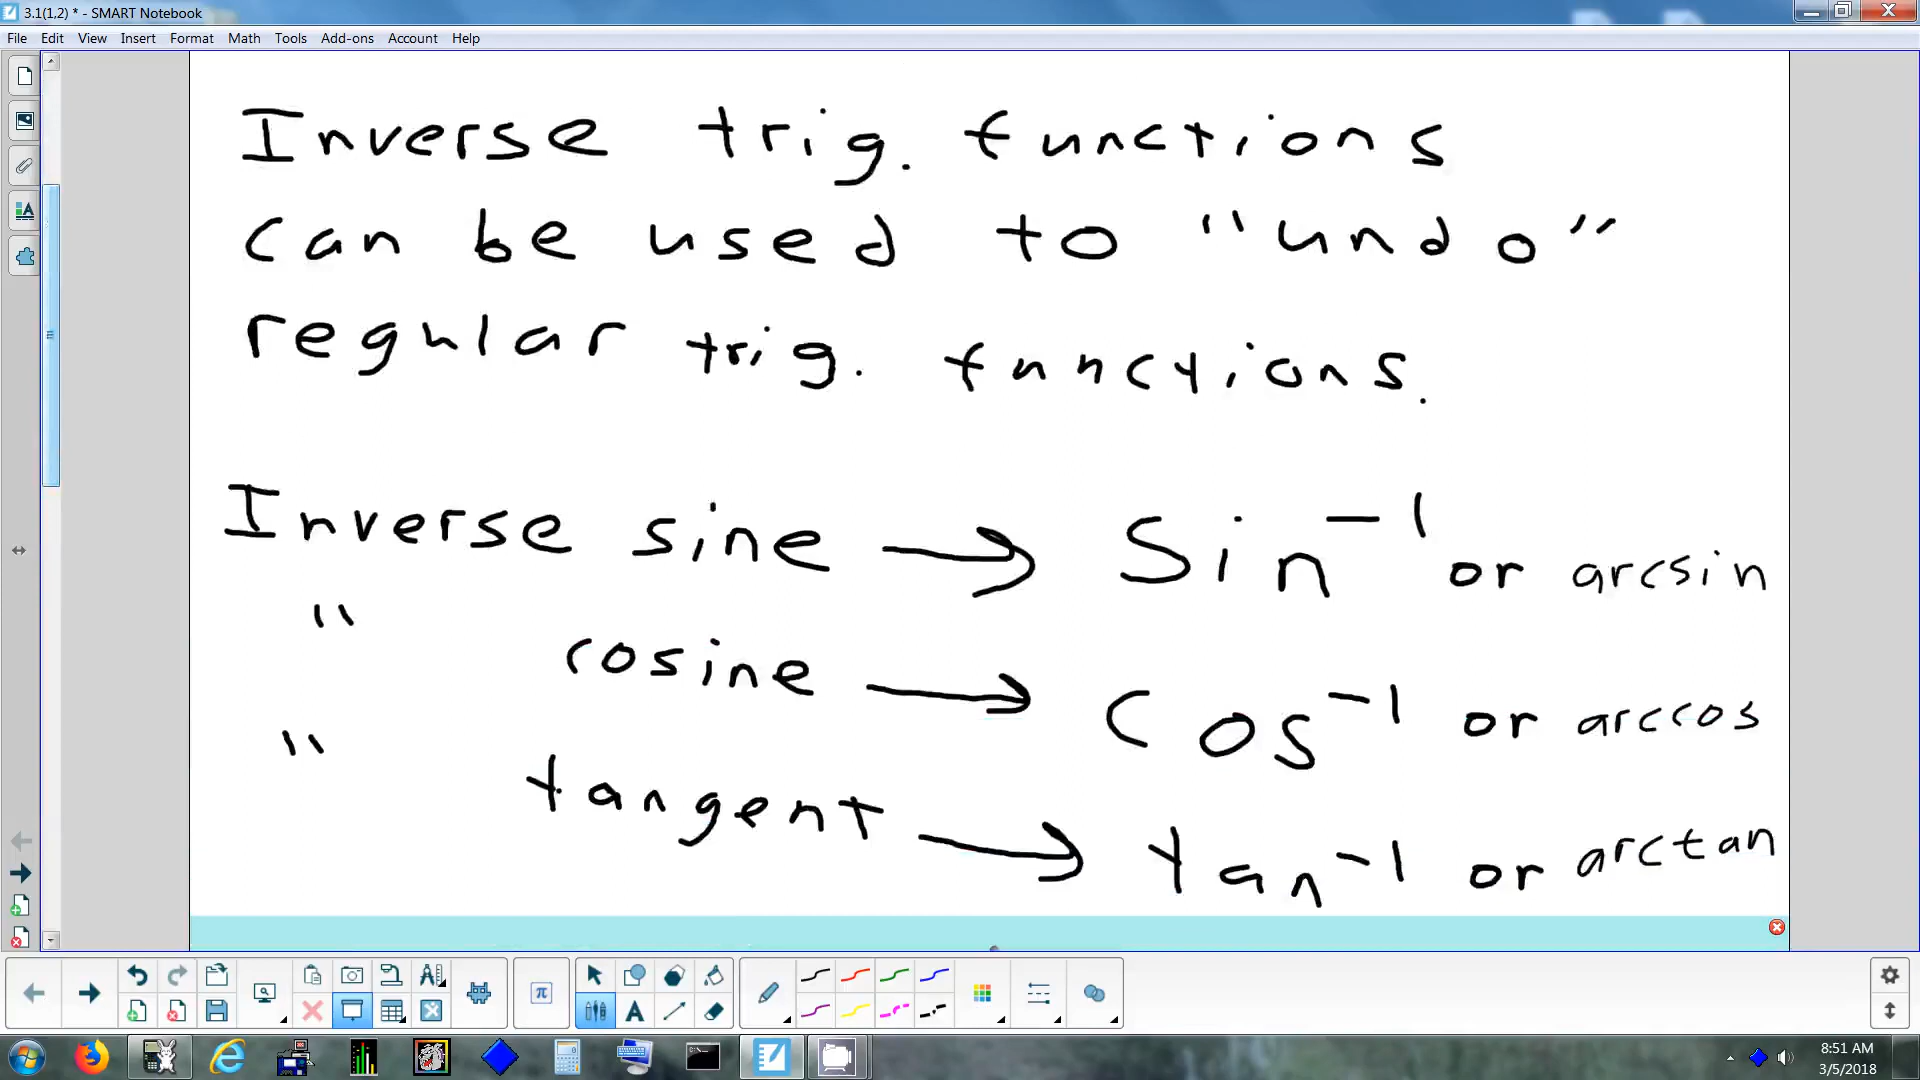 3.1(1,2) * - SMART Notebook
File Edit View Insert Format Math Tools Add-ons Account Help
Inverse trig. functions
can be used to "undo"
regular trig. functions.
Inverse sine → Sin⁻¹ or arcsin
" cosine → Cos⁻¹ or arccos
" tangent → Tan⁻¹ or arctan
8:51 AM
3/5/2018